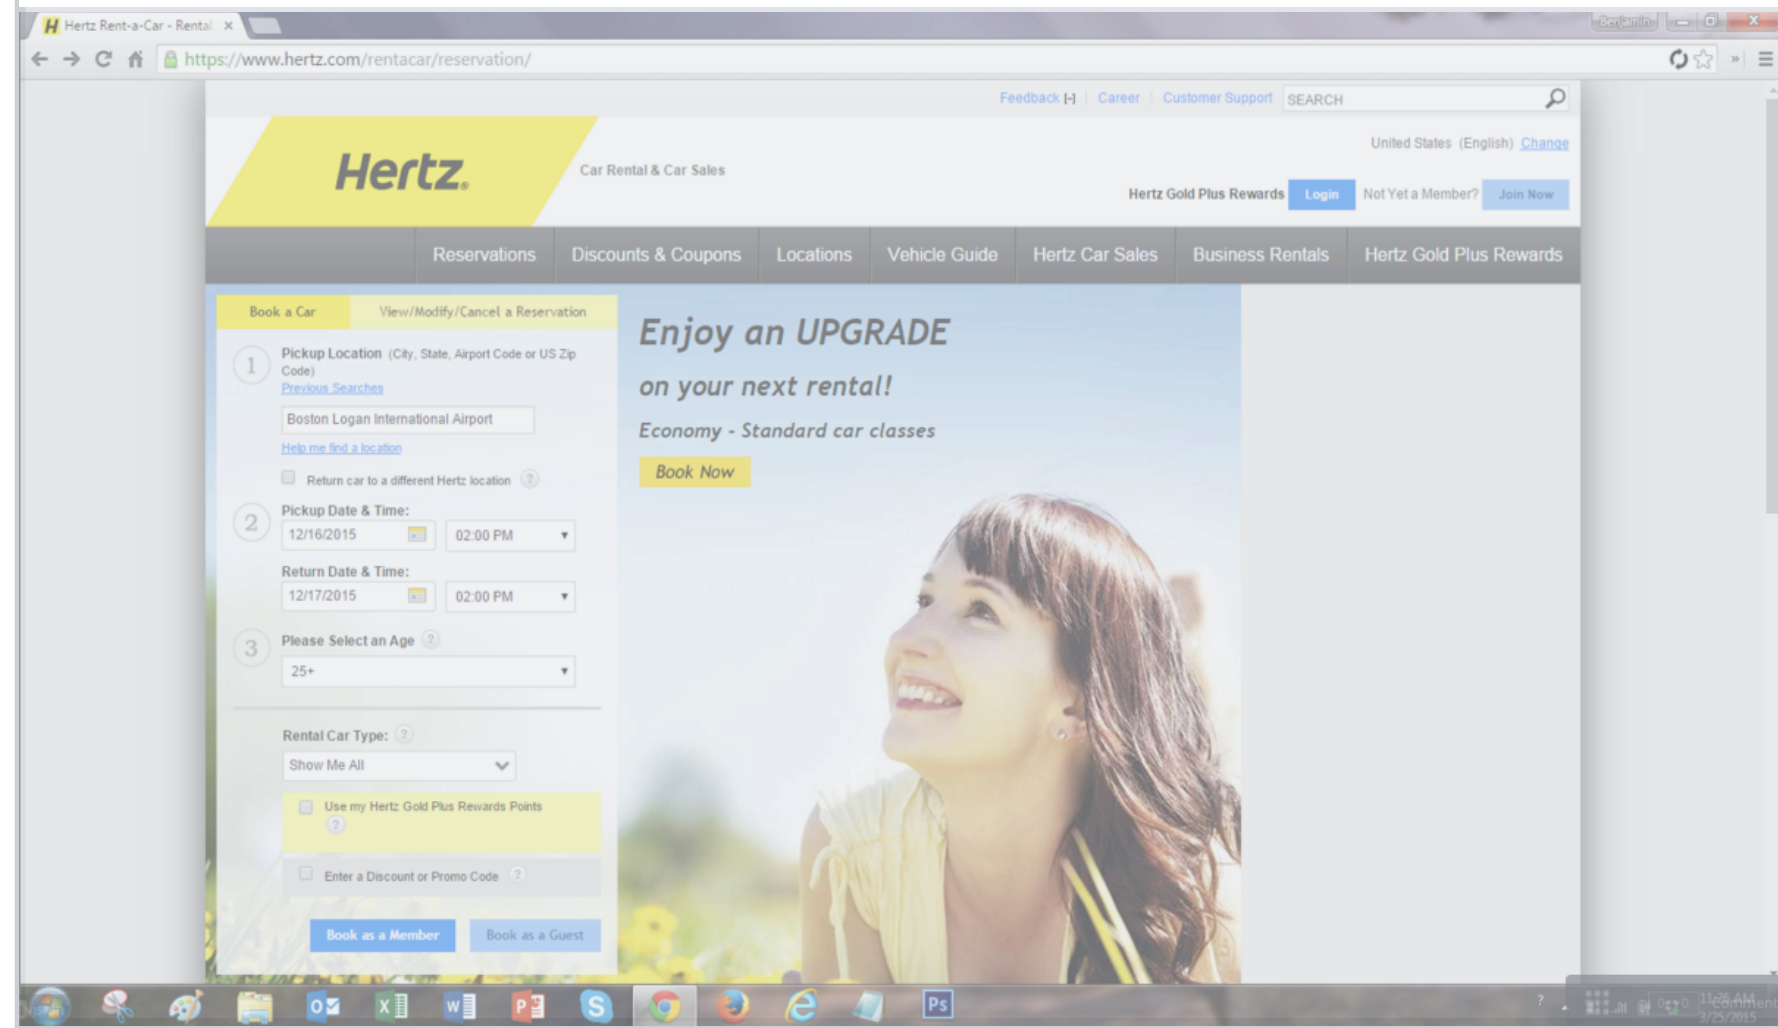 Hertz Rent-a-Car - Rental
Benjamin
https://www.hertz.com/rentacar/reservation/
Feedback [-] Career Customer Support SEARCH
United States (English) Change
Hertz.
Car Rental & Car Sales
Hertz Gold Plus Rewards Login Not Yet a Member? Join Now
Reservations Discounts & Coupons Locations Vehicle Guide Hertz Car Sales Business Rentals Hertz Gold Plus Rewards
Book a Car View/Modify/Cancel a Reservation
1 Pickup Location (City, State, Airport Code or US Zip
Code)
Previous Searches
Boston Logan International Airport
Help me find a location
Return car to a different Hertz location ?
2 Pickup Date & Time:
12/16/2015 02:00 PM
Return Date & Time:
12/17/2015 02:00 PM
3 Please Select an Age ?
25+
Rental Car Type: ?
Show Me All
Use my Hertz Gold Plus Rewards Points
?
Enter a Discount or Promo Code ?
Book as a Member Book as a Guest
Enjoy an UPGRADE
on your next rental!
Economy - Standard car classes
Book Now
Ps
11:26 AM
3/25/2015